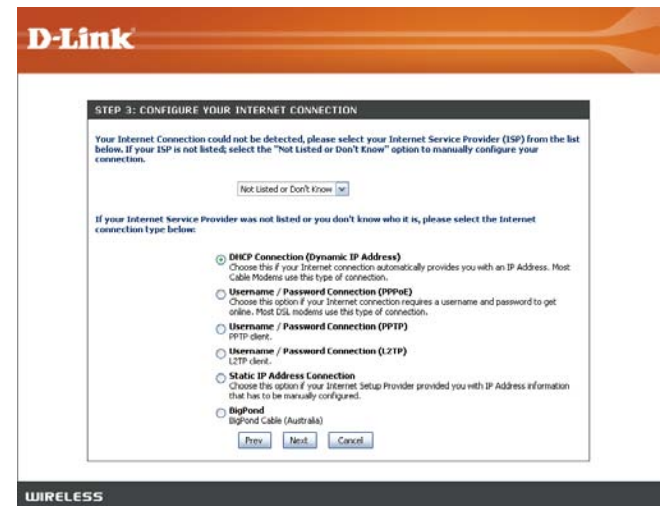 D-Link
STEP 3: CONFIGURE YOUR INTERNET CONNECTION
Your Internet Connection could not be detected, please select your Internet Service Provider (ISP) from the list
below. If your ISP is not listed; select the "Not Listed or Don't Know" option to manually configure your
connection.
Not Listed or Don't Know
If your Internet Service Provider was not listed or you don't know who it is, please select the Internet
connection type below:
DHCP Connection (Dynamic IP Address)
Choose this if your Internet connection automatically provides you with an IP Address. Most
Cable Modems use this type of connection.
Username / Password Connection (PPPoE)
Choose this option if your Internet connection requires a username and password to get
online. Most DSL modems use this type of connection.
Username / Password Connection (PPTP)
PPTP client.
Username / Password Connection (L2TP)
L2TP client.
Static IP Address Connection
Choose this option if your Internet Setup Provider provided you with IP Address information
that has to be manually configured.
BigPond
BigPond Cable (Australia)
Prev Next Cancel
WIRELESS